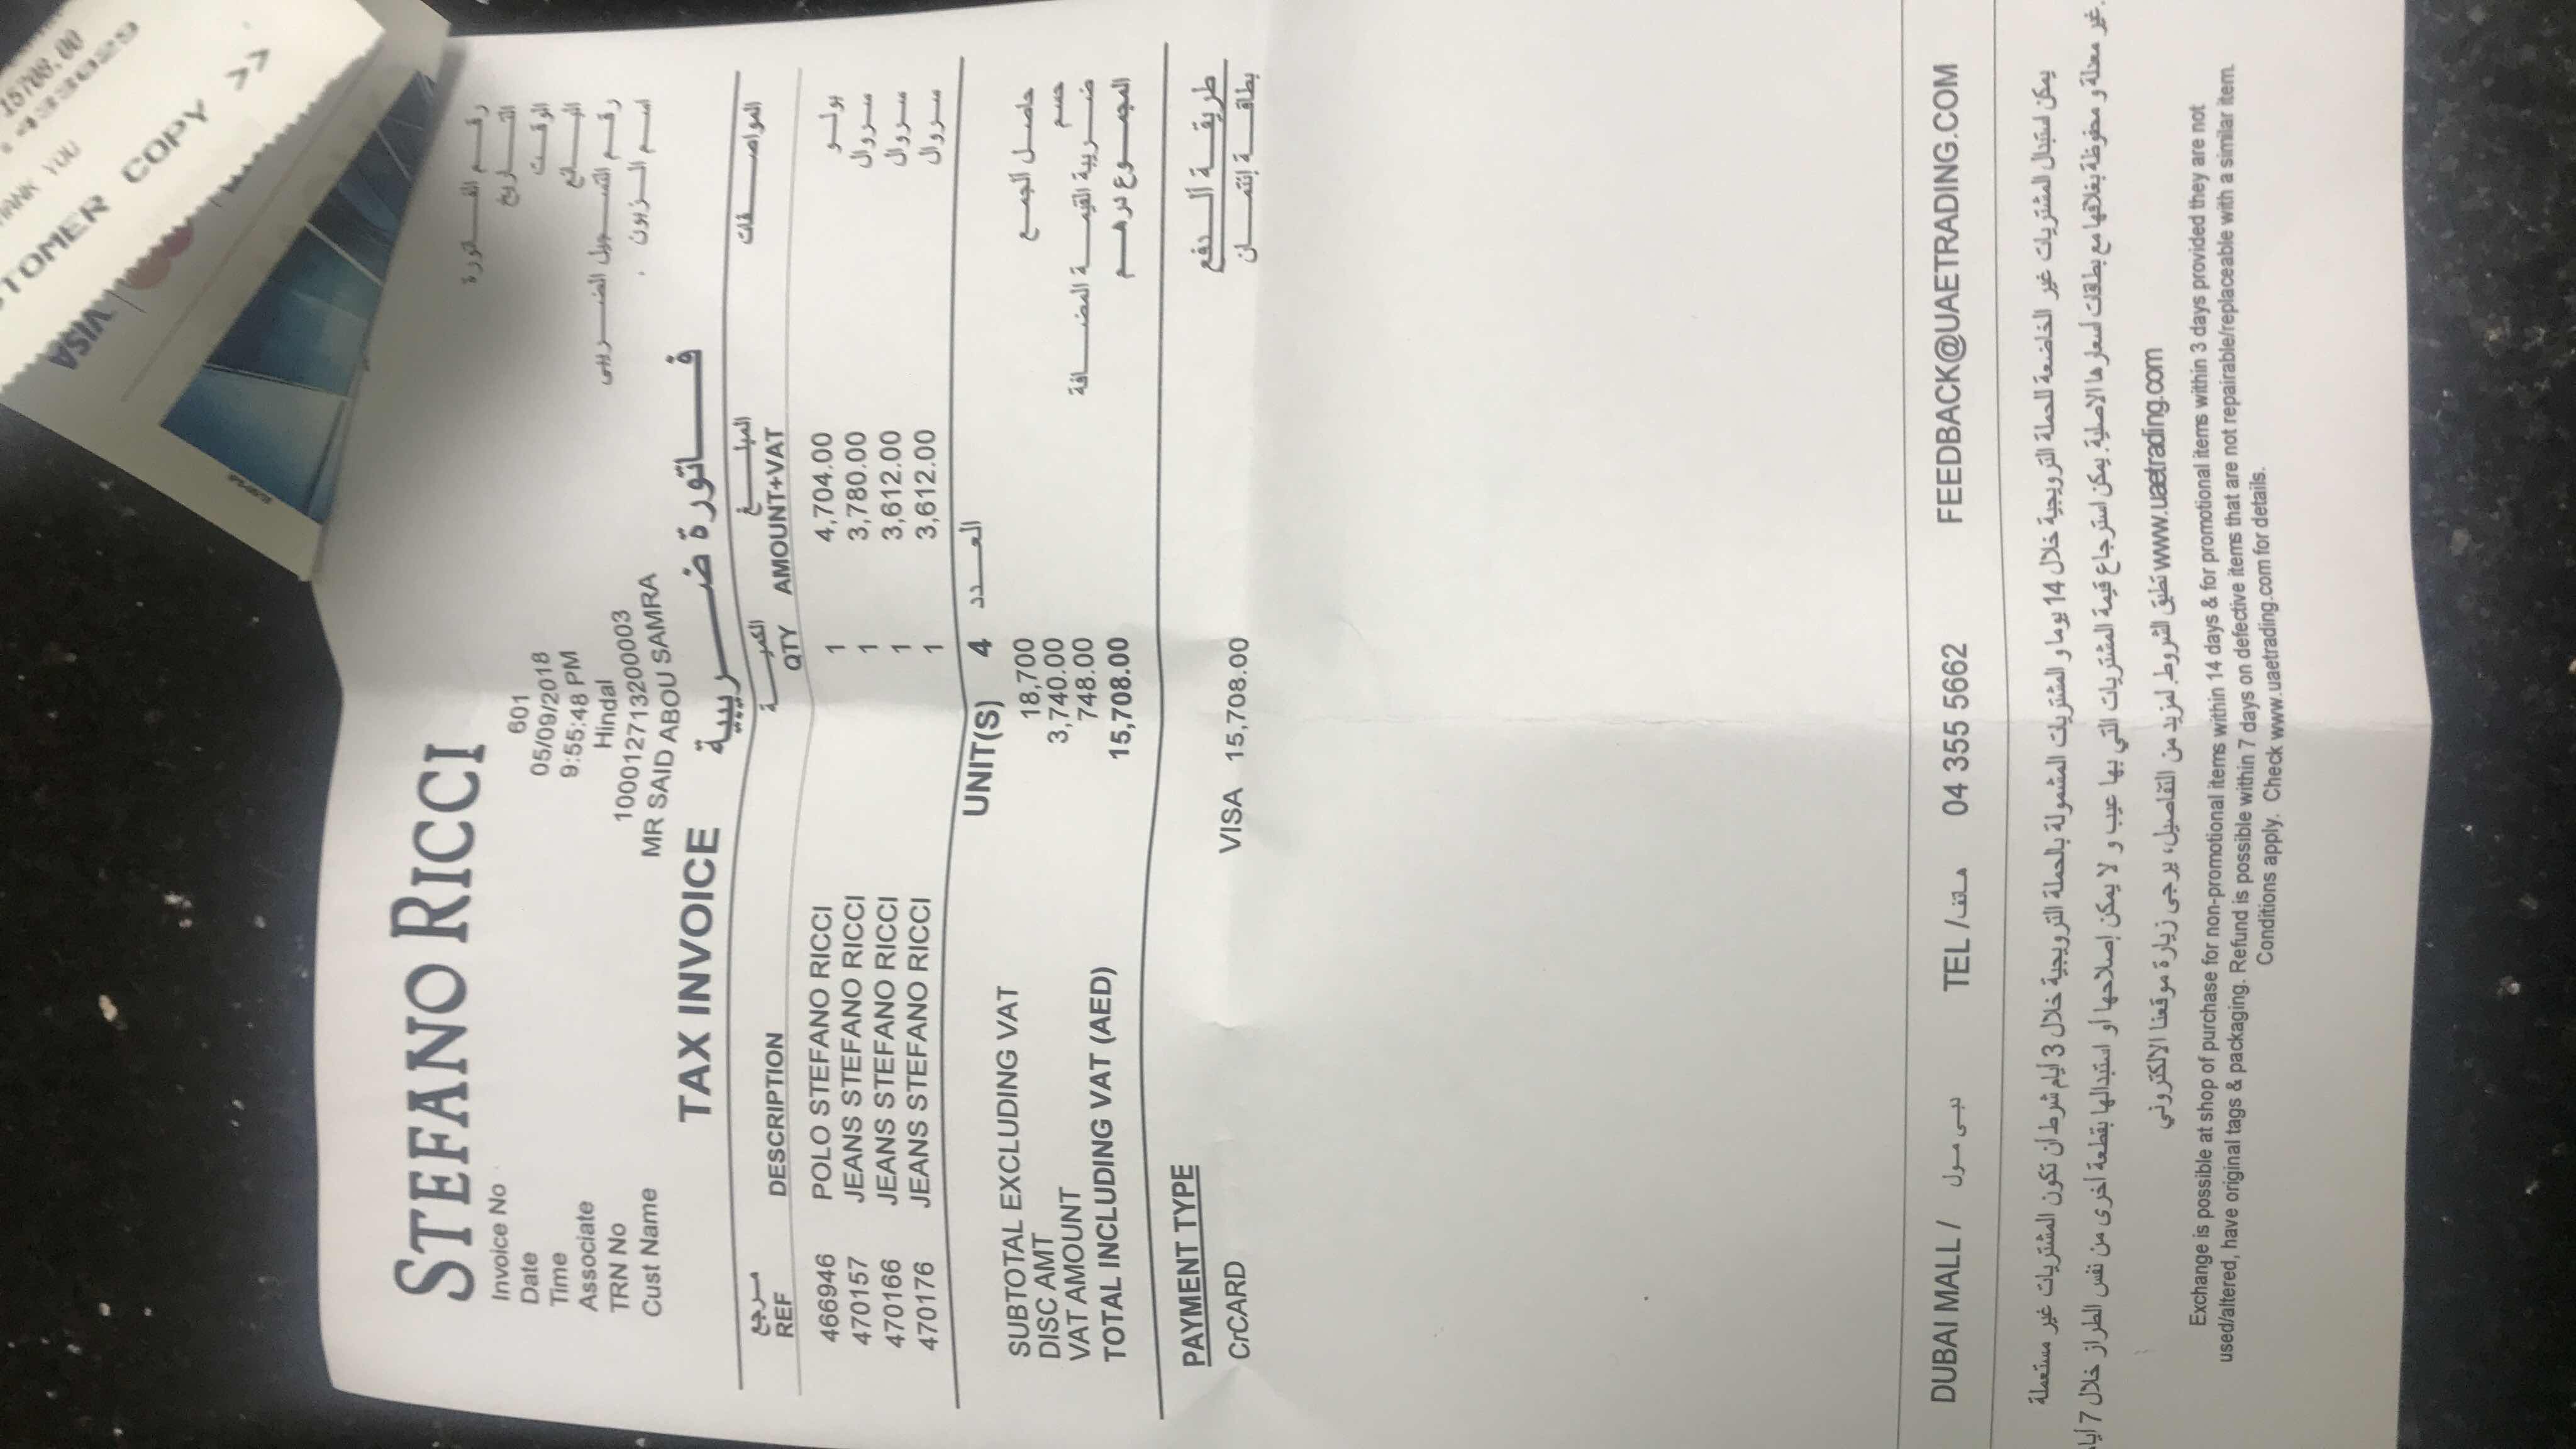 15708.00
433029
THANK YOU
TOMER COPY >>
VISA
STEFANO RICCI
Invoice No 601 رقم الفاتورة
Date 05/09/2018 التاريخ
Time 9:55:48 PM الوقت
Associate Hindal البائع
TRN No 100012713200003 رقم التسجيل الضريبى
Cust Name MR SAID ABOU SAMRA اسم الزبون
TAX INVOICE فاتورة ضريبية
مرجع الكمية المبلغ المواصفات
REF DESCRIPTION QTY AMOUNT+VAT
466946 POLO STEFANO RICCI 1 4,704.00 بولو
470157 JEANS STEFANO RICCI 1 3,780.00 سروال
470166 JEANS STEFANO RICCI 1 3,612.00 سروال
470176 JEANS STEFANO RICCI 1 3,612.00 سروال
UNIT(S) 4 العدد
SUBTOTAL EXCLUDING VAT 18,700 حاصل ألجمع
DISC AMT 3,740.00 حسم
VAT AMOUNT 748.00 ضريبة القيمة المضافة
TOTAL INCLUDING VAT (AED) 15,708.00 المجموع درهم
PAYMENT TYPE طريقة ألدفع
CrCARD VISA 15,708.00 بطاقة إئتمان
DUBAI MALL / دبى مول TEL / هاتف 04 355 5662 FEEDBACK@UAETRADING.COM
يمكن استبدال المشتريات غير الخاضعة للحملة الترويجية خلال 14 يوما و المشتريات المشمولة بالحملة الترويجية خلال 3 أيام شرط أن تكون المشتريات غير مستعملة
غير معدلة و محفوظة بغلافها مع بطاقات أسعارها الاصلية. يمكن استرجاع قيمة المشتريات التي بها عيب و لا يمكن إصلاحها أو استبدالها بقطعة أخرى من نفس الطراز خلال 7 أيا.
تطبق الشروط. لمزيد من التفاصيل، يرجى زيارة موقعنا الالكتروني www.uaetrading.com
Exchange is possible at shop of purchase for non-promotional items within 14 days & for promotional items within 3 days provided they are not
used/altered, have original tags & packaging. Refund is possible within 7 days on defective items that are not repairable/replaceable with a similar item.
Conditions apply. Check www.uaetrading.com for details.